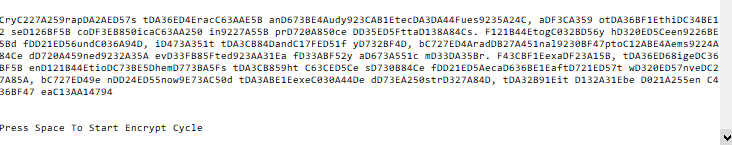 CryC227A259rapDA2AED57s tDA36ED4EracC63AAE5B anD673BE4Audy923CAB1EtecDA3DA44Fues9235A24C, aDF3CA359 otDA36BF1EthiDC34BE1
2 seD126BF5B coDF3EB850icaC63AA250 in9227A55B prD720A850ce DD35ED5FttaD138A84Cs. F121B44EtogC032BD56y hD320ED5Ceen9226BE
5Bd fDD21ED56undC036A94D, iD473A351t tDA3CB84DandC17FED51f yD732BF4D, bC727ED4AradDB27A451nal9230BF47ptoC12ABE4Aems9224A
84Ce dD720A459ned9232A35A evD33FB85Fted923AA31Ea fD33ABF52y aD673A551c mD33DA35Br. F43CBF1EexaDF23A15B, tDA36ED68igeDC36
BF5B enD121B44EtioDC73BE5DhemD773BA5Fs tDA3CB859ht C63CED5Ce sD730B84Ce fDD21ED5AecaD636BE1EaftD721ED57t wD320ED57nveDC2
7A85A, bC727ED49e nDD24ED55now9E73AC50d tDA3ABE1EexeC030A44De dD73EA250strD327A84D, tDA32B91Eit D132A31Ebe D021A255en C4
36BF47 eaC13AA14794
Press Space To Start Encrypt Cycle